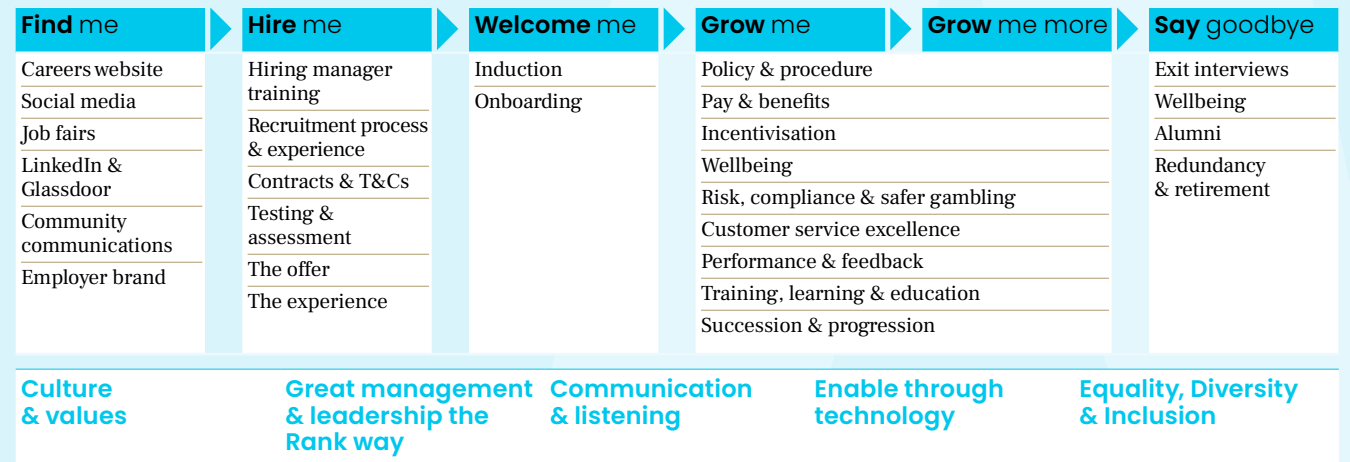 Find me
Careers website
Social media
Job fairs
LinkedIn &
Glassdoor
Community
communications
Employer brand
Hire me
Hiring manager
training
Recruitment process
& experience
Contracts & T&Cs
Testing &
assessment
The offer
The experience
Welcome me
Induction
Onboarding
Grow me
Grow me more
Policy & procedure
Pay & benefits
Incentivisation
Wellbeing
Risk, compliance & safer gambling
Customer service excellence
Performance & feedback
Training, learning & education
Succession & progression
Say goodbye
Exit interviews
Wellbeing
Alumni
Redundancy
& retirement
Culture
& values
Great management
& leadership the
Rank way
Communication
& listening
Enable through
technology
Equality, Diversity
& Inclusion